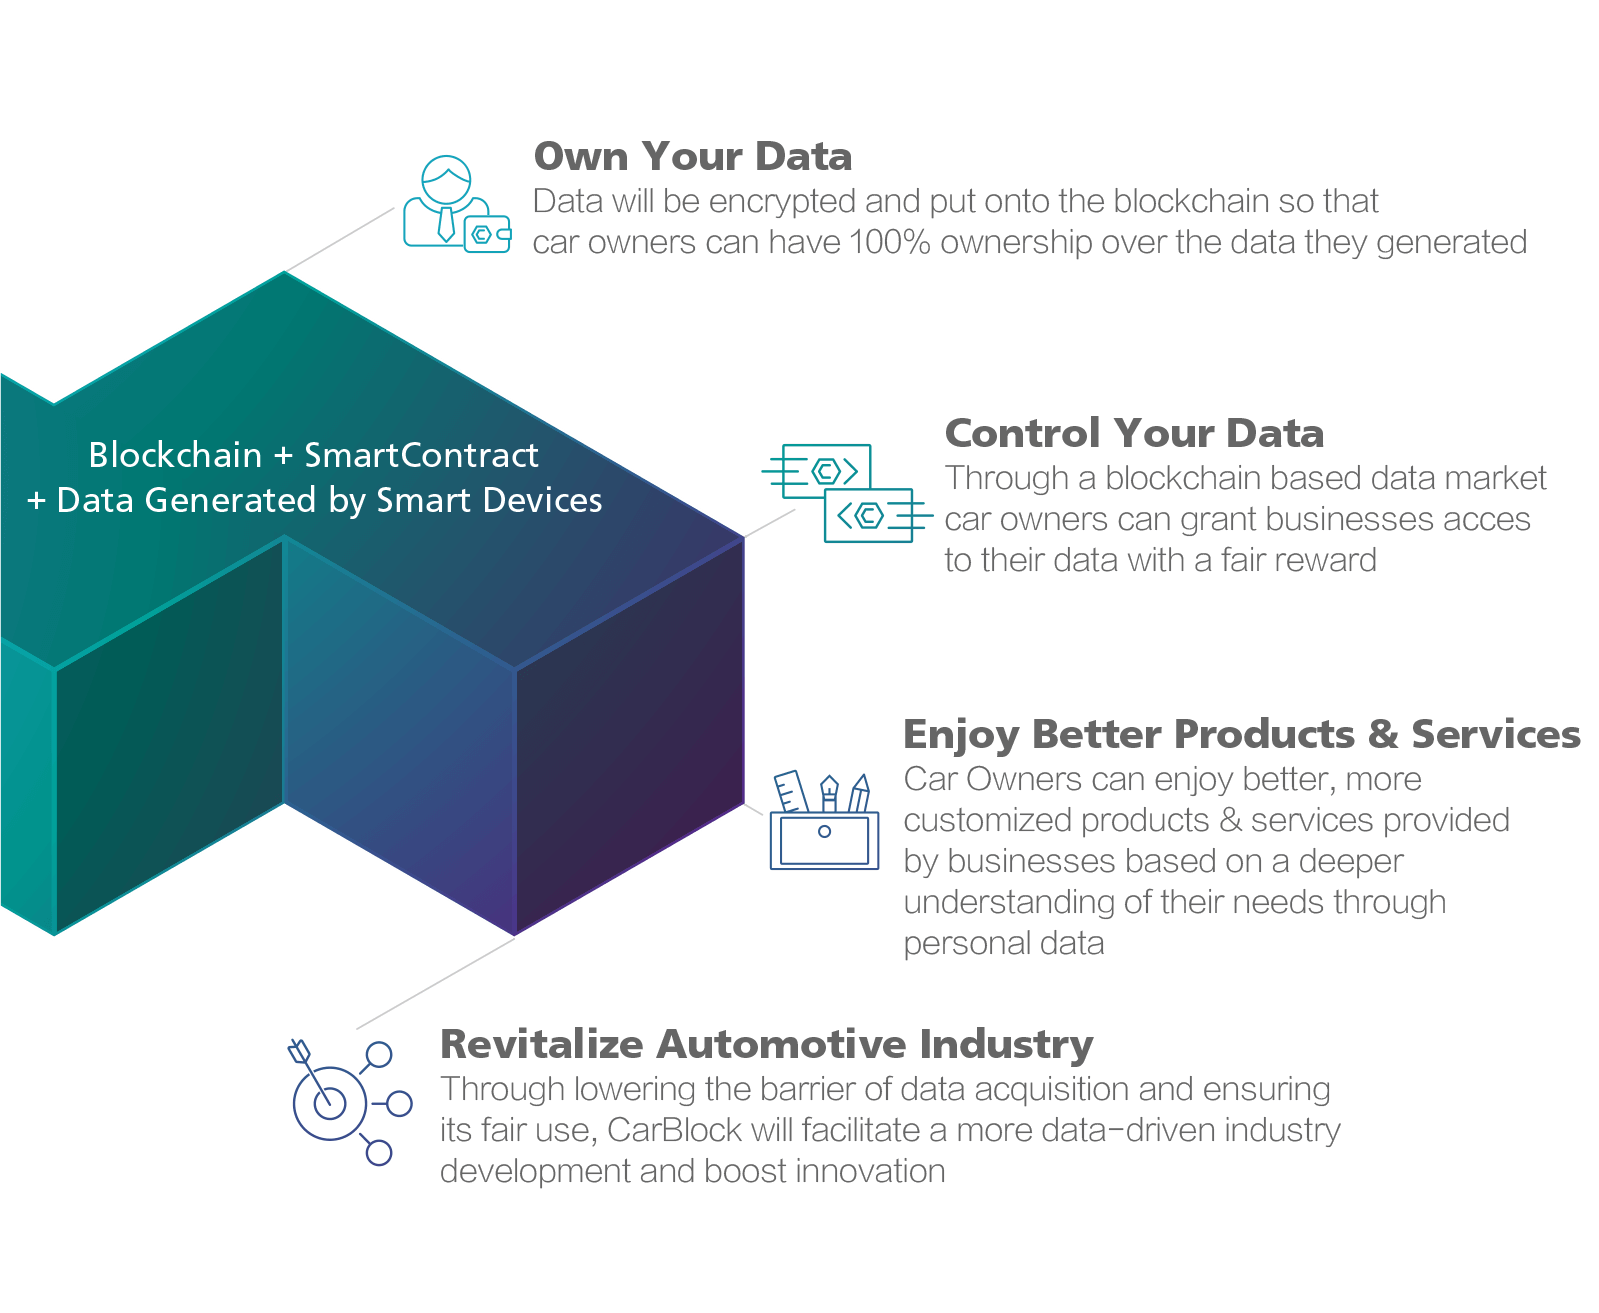 Own Your Data
Data will be encrypted and put onto the blockchain so that
car owners can have 100% ownership over the data they generated
Blockchain + SmartContract
+ Data Generated by Smart Devices
Control Your Data
Through a blockchain based data market
car owners can grant businesses acces
to their data with a fair reward
Enjoy Better Products & Services
Car Owners can enjoy better, more
customized products & services provided
by businesses based on a deeper
understanding of their needs through
personal data
Revitalize Automotive Industry
Through lowering the barrier of data acquisition and ensuring
its fair use, CarBlock will facilitate a more data-driven industry
development and boost innovation